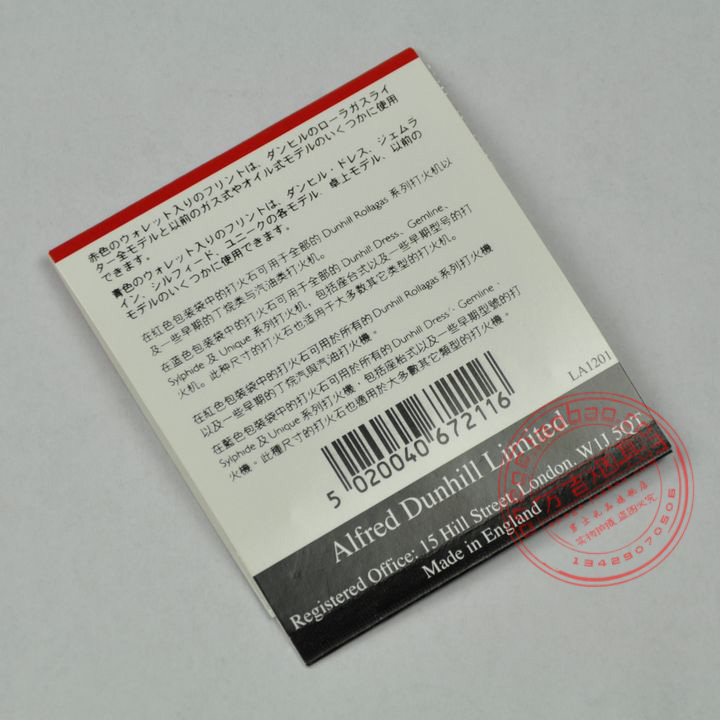 赤色のウォレット入りのフリントは、ダンヒルのローラガスライ
ター全モデルと以前のガス式やオイル式モデルのいくつかに使用
できます。
青色のウォレット入りのフリントは、ダンヒル・ドレス、ジェムラ
イン、シルフィード、ユニークの各モデル、卓上モデル、以前の
モデルのいくつかに使用できます。
在红色包装袋中的打火石可用于全部的 Dunhill Rollagas 系列打火机以
及一些早期的丁烷类与汽油类打火机。
在蓝色包装袋中的打火石可用于全部的 Dunhill Dress、Gemline、
Sylphide 及 Unique 系列打火机，包括座台式以及一些早期型号的打
火机。此种尺寸的打火石也适用于大多数其它类型的打火机。
在紅色包裝袋中的打火石可用於所有的 Dunhill Rollagas 系列打火機
以及一些早期的丁烷汽與汽油打火機。
在藍色包裝袋中的打火石可用於所有的 Dunhill Dress、Gemline、
Sylphide 及 Unique 系列打火機，包括座枱式以及一些早期型號的打
火機。此種尺寸的打火石也適用於大多數其它類型的打火機。
5 020040 672116
LA1201
Alfred Dunhill Limited
Registered Office: 15 Hill Street, London, W1J 5QT
Made in England
实物拍摄 盗图必究
13429070506